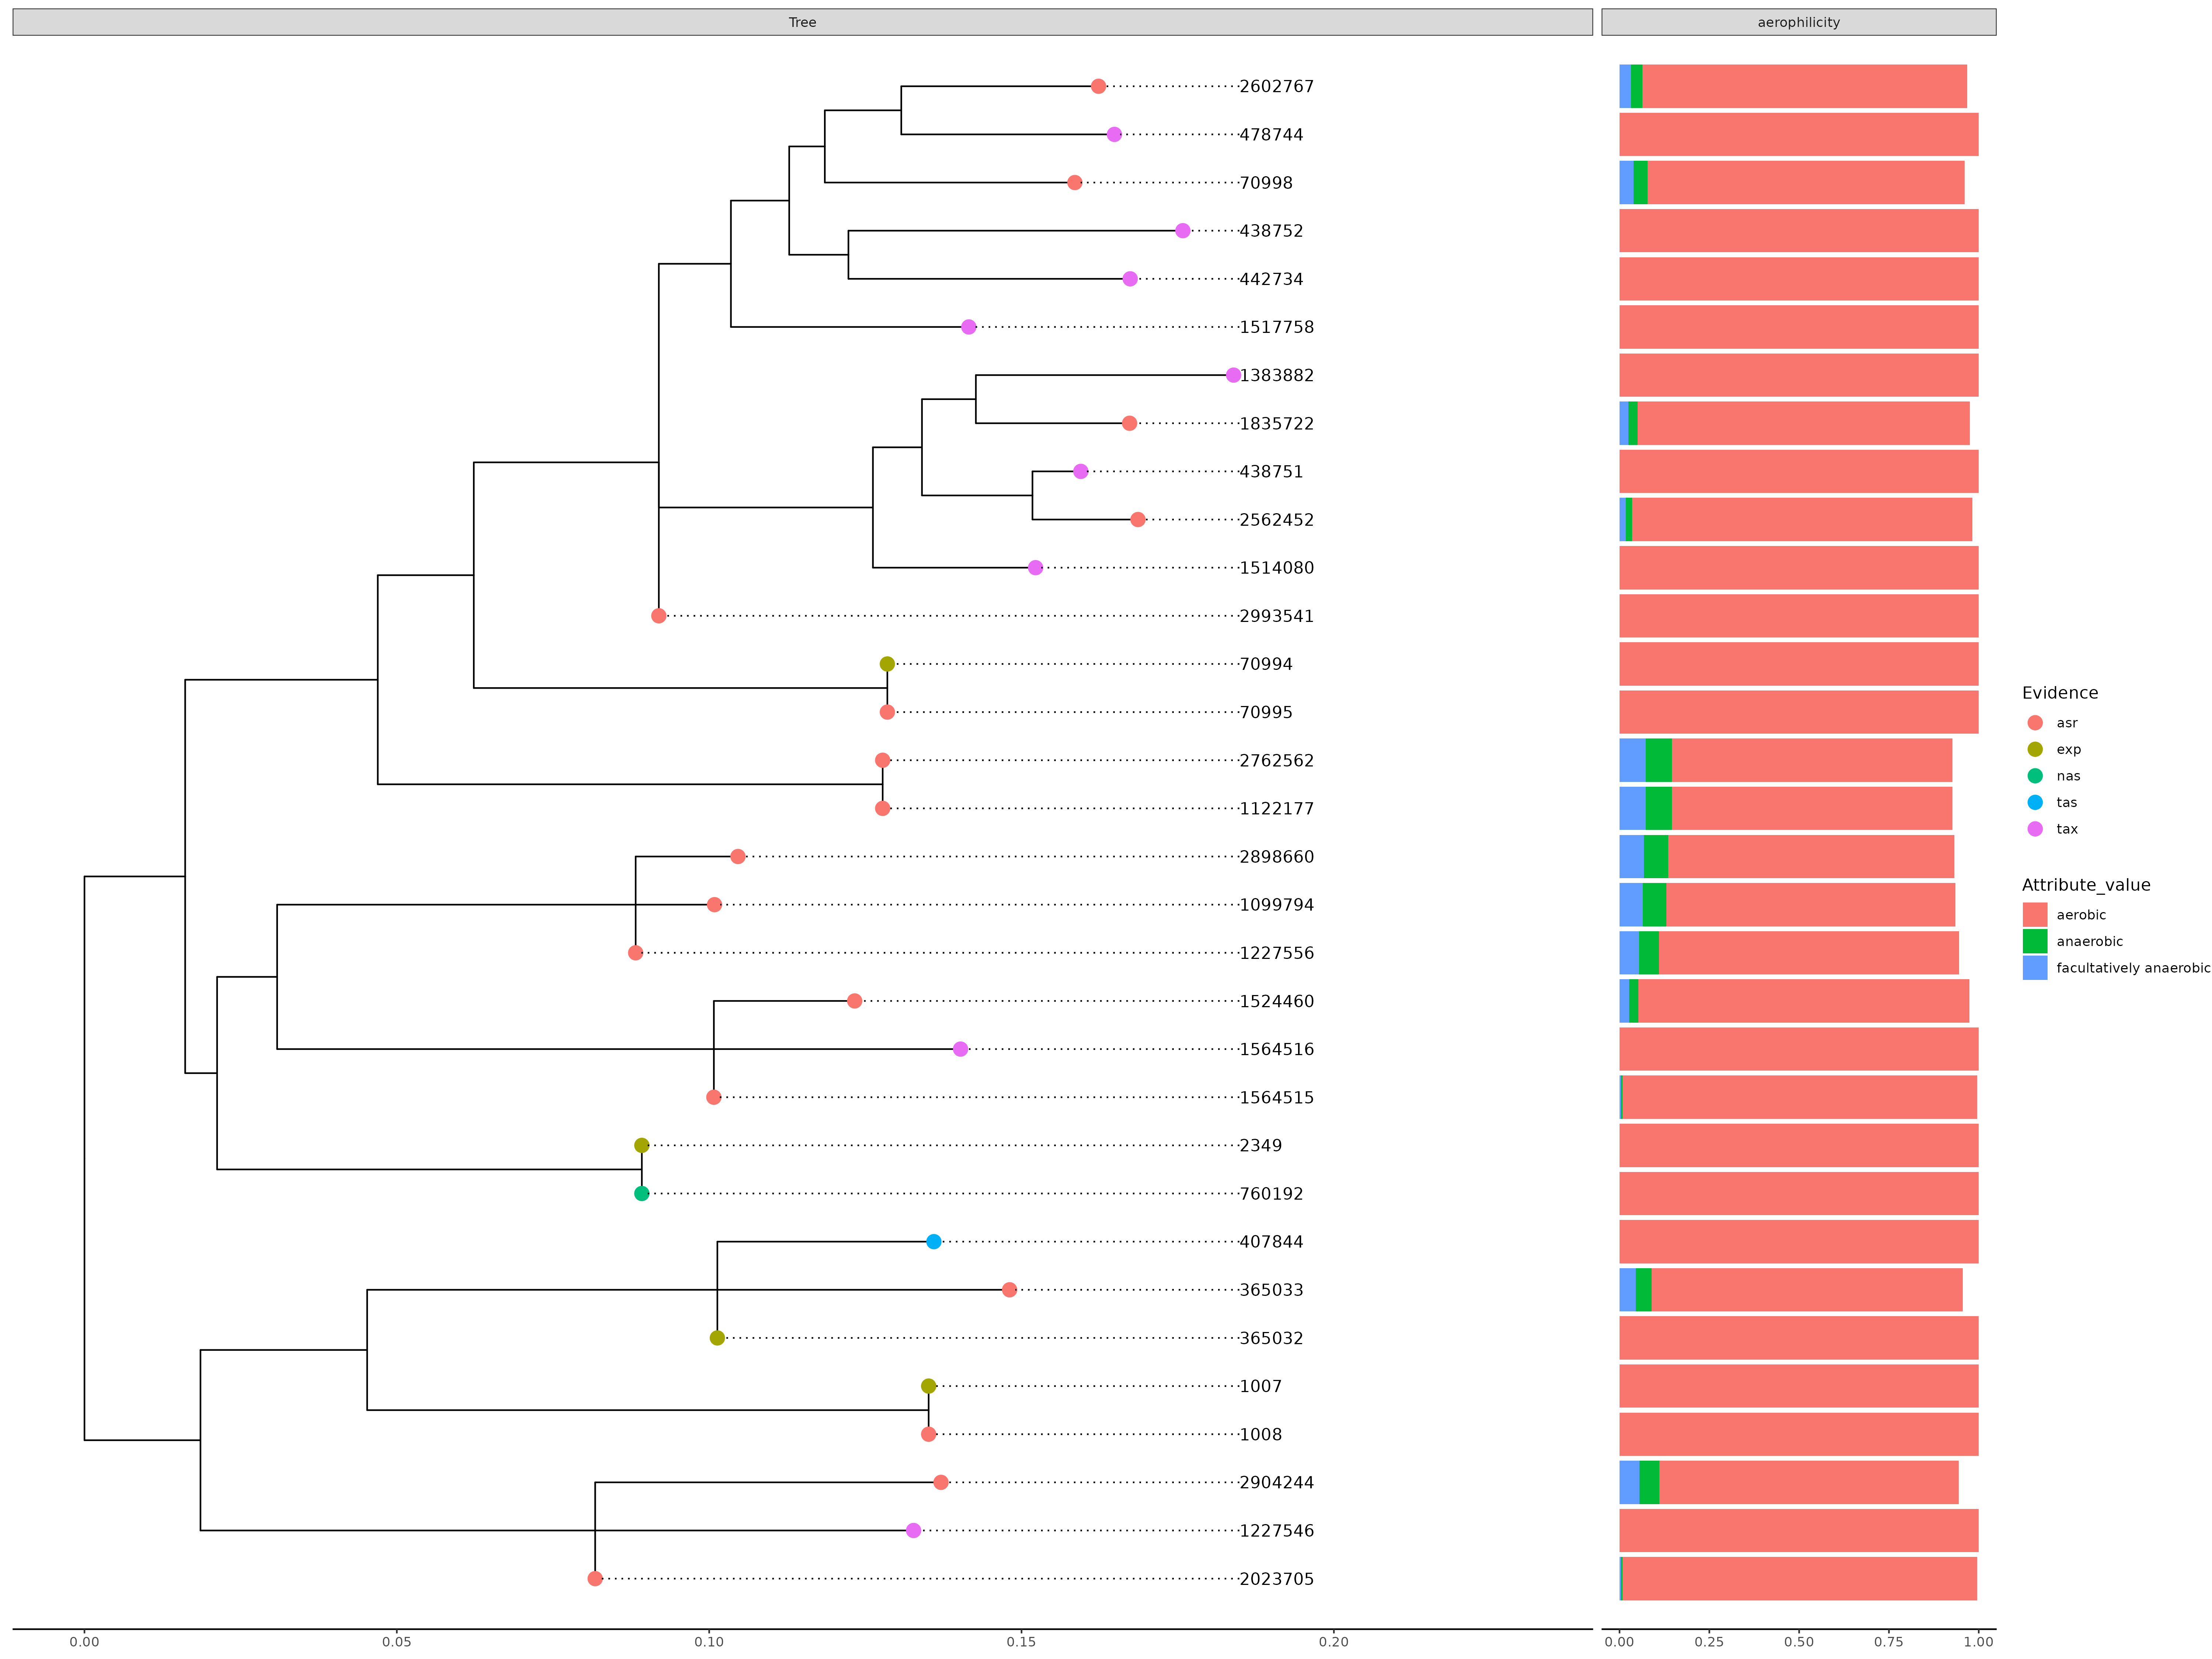 Tree
aerophilicity
2602767
478744
70998
438752
442734
1517758
1383882
1835722
438751
2562452
1514080
2993541
70994
70995
2762562
1122177
2898660
1099794
1227556
1524460
1564516
1564515
2349
760192
407844
365033
365032
1007
1008
2904244
1227546
2023705
0.00 0.05 0.10 0.15 0.20
0.00 0.25 0.50 0.75 1.00
Evidence
asr
exp
nas
tas
tax
Attribute_value
aerobic
anaerobic
facultatively anaerobic